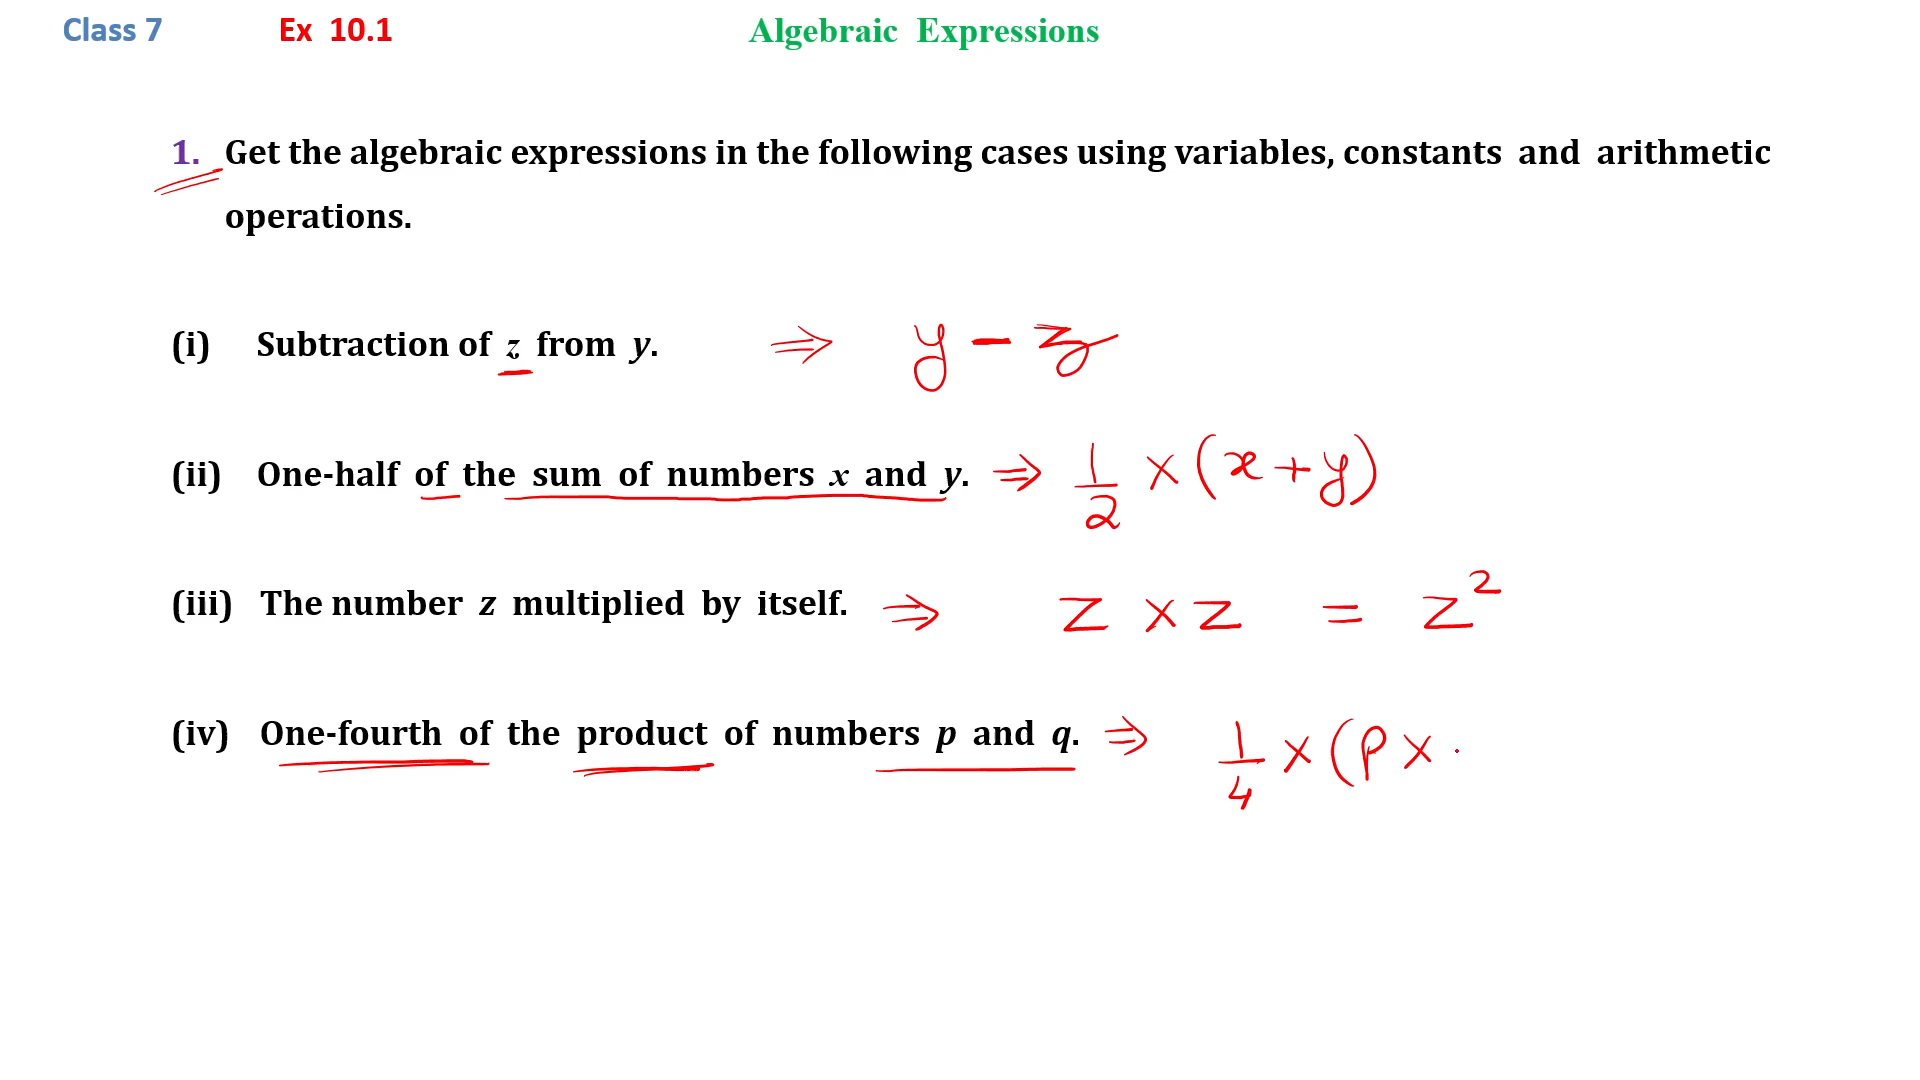 Class 7 Ex 10.1 Algebraic Expressions
1. Get the algebraic expressions in the following cases using variables, constants and arithmetic
operations.
(i) Subtraction of z from y. ⇒ y - z
(ii) One-half of the sum of numbers x and y. ⇒ 1/2 × (x + y)
(iii) The number z multiplied by itself. ⇒ z × z = z²
(iv) One-fourth of the product of numbers p and q. ⇒ 1/4 × (p ×